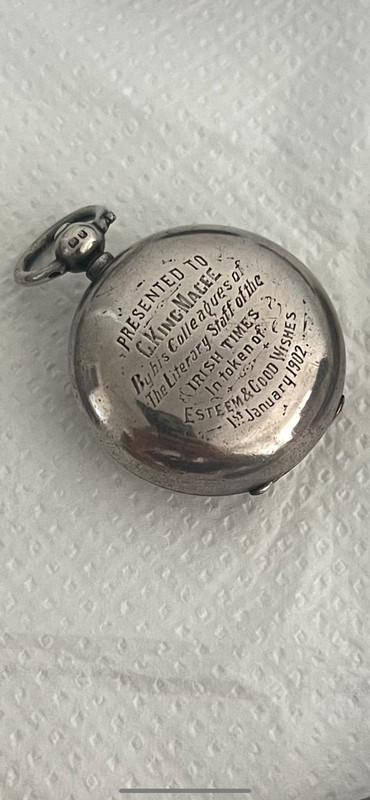 PRESENTED TO
G. KING MAGEE
By his Colleagues of
The Literary Staff of the
IRISH TIMES
In token of
ESTEEM & GOOD WISHES
1st January 1902